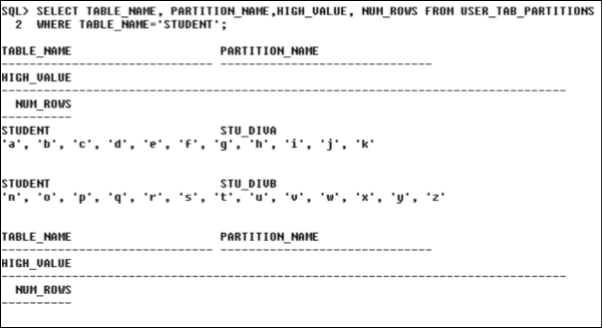 SQL> SELECT TABLE_NAME, PARTITION_NAME,HIGH_VALUE, NUM_ROWS FROM USER_TAB_PARTITIONS
2 WHERE TABLE_NAME='STUDENT';
TABLE_NAME PARTITION_NAME
------------------------------ ------------------------------
HIGH_VALUE
--------------------------------------------------------------------------------
NUM_ROWS
----------
STUDENT STU_DIVA
'a', 'b', 'c', 'd', 'e', 'f', 'g', 'h', 'i', 'j', 'k'
STUDENT STU_DIVB
'n', 'o', 'p', 'q', 'r', 's', 't', 'u', 'v', 'w', 'x', 'y', 'z'
TABLE_NAME PARTITION_NAME
------------------------------ ------------------------------
HIGH_VALUE
--------------------------------------------------------------------------------
NUM_ROWS
----------